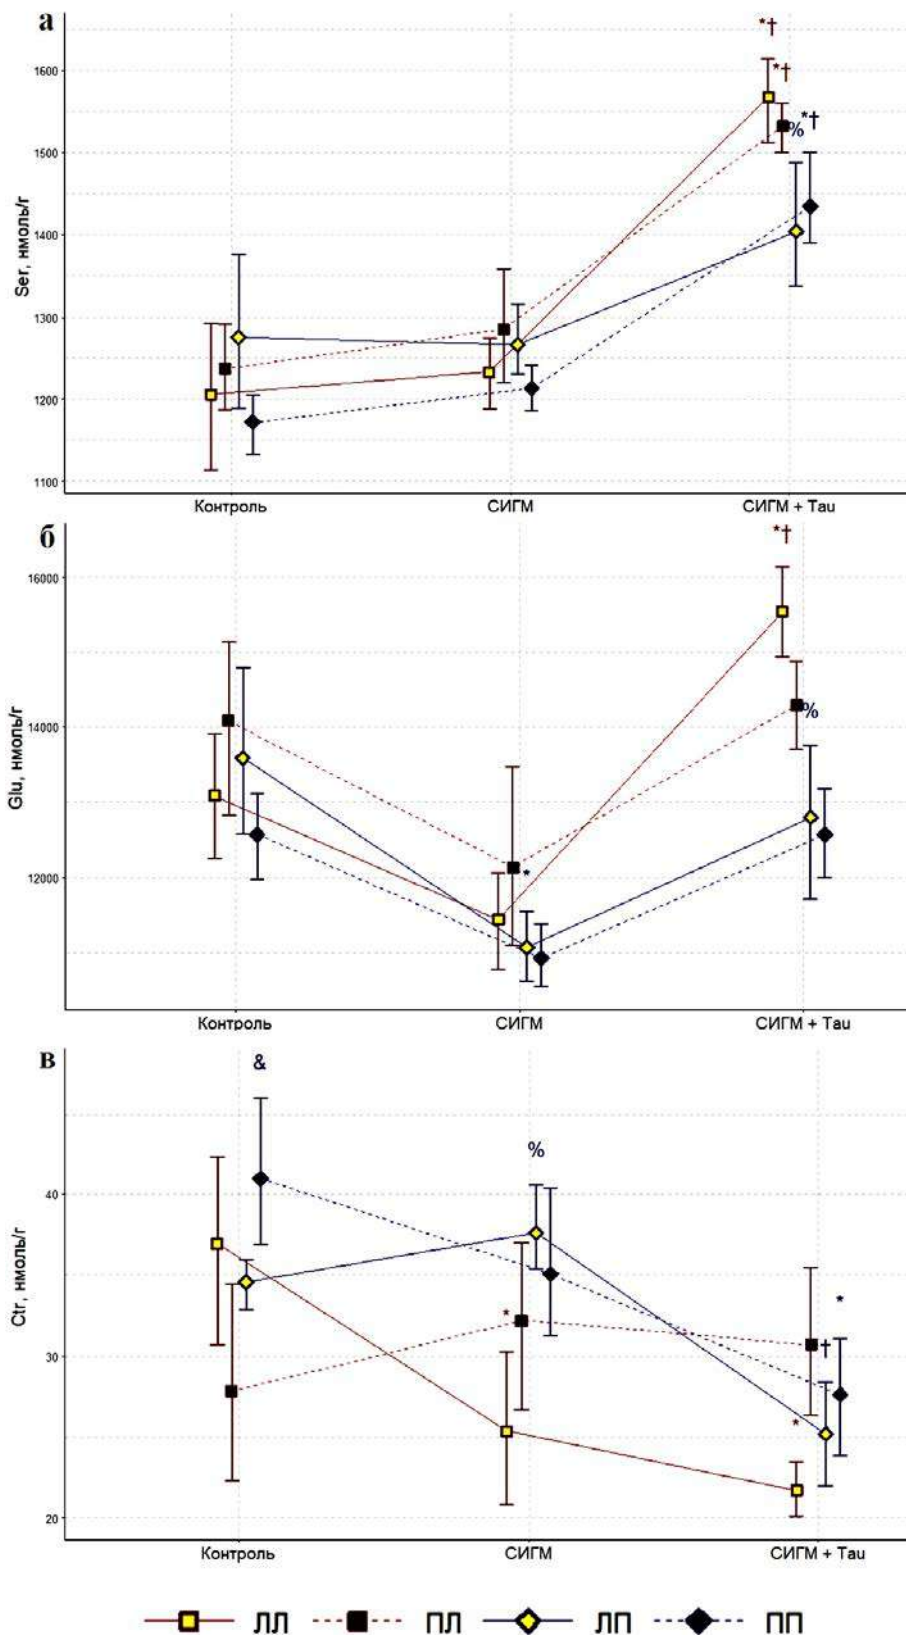 а
*†
*†
*†
%
Ser, нмоль/г
1600
1500
1400
1300
1200
1100
Контроль СИГМ СИГМ + Tau
б
*†
%
*
Glu, нмоль/г
16000
14000
12000
Контроль СИГМ СИГМ + Tau
в
&
%
*
*
†
*
Ctr, нмоль/г
40
30
20
Контроль СИГМ СИГМ + Tau
ЛЛ ПЛ ЛП ПП